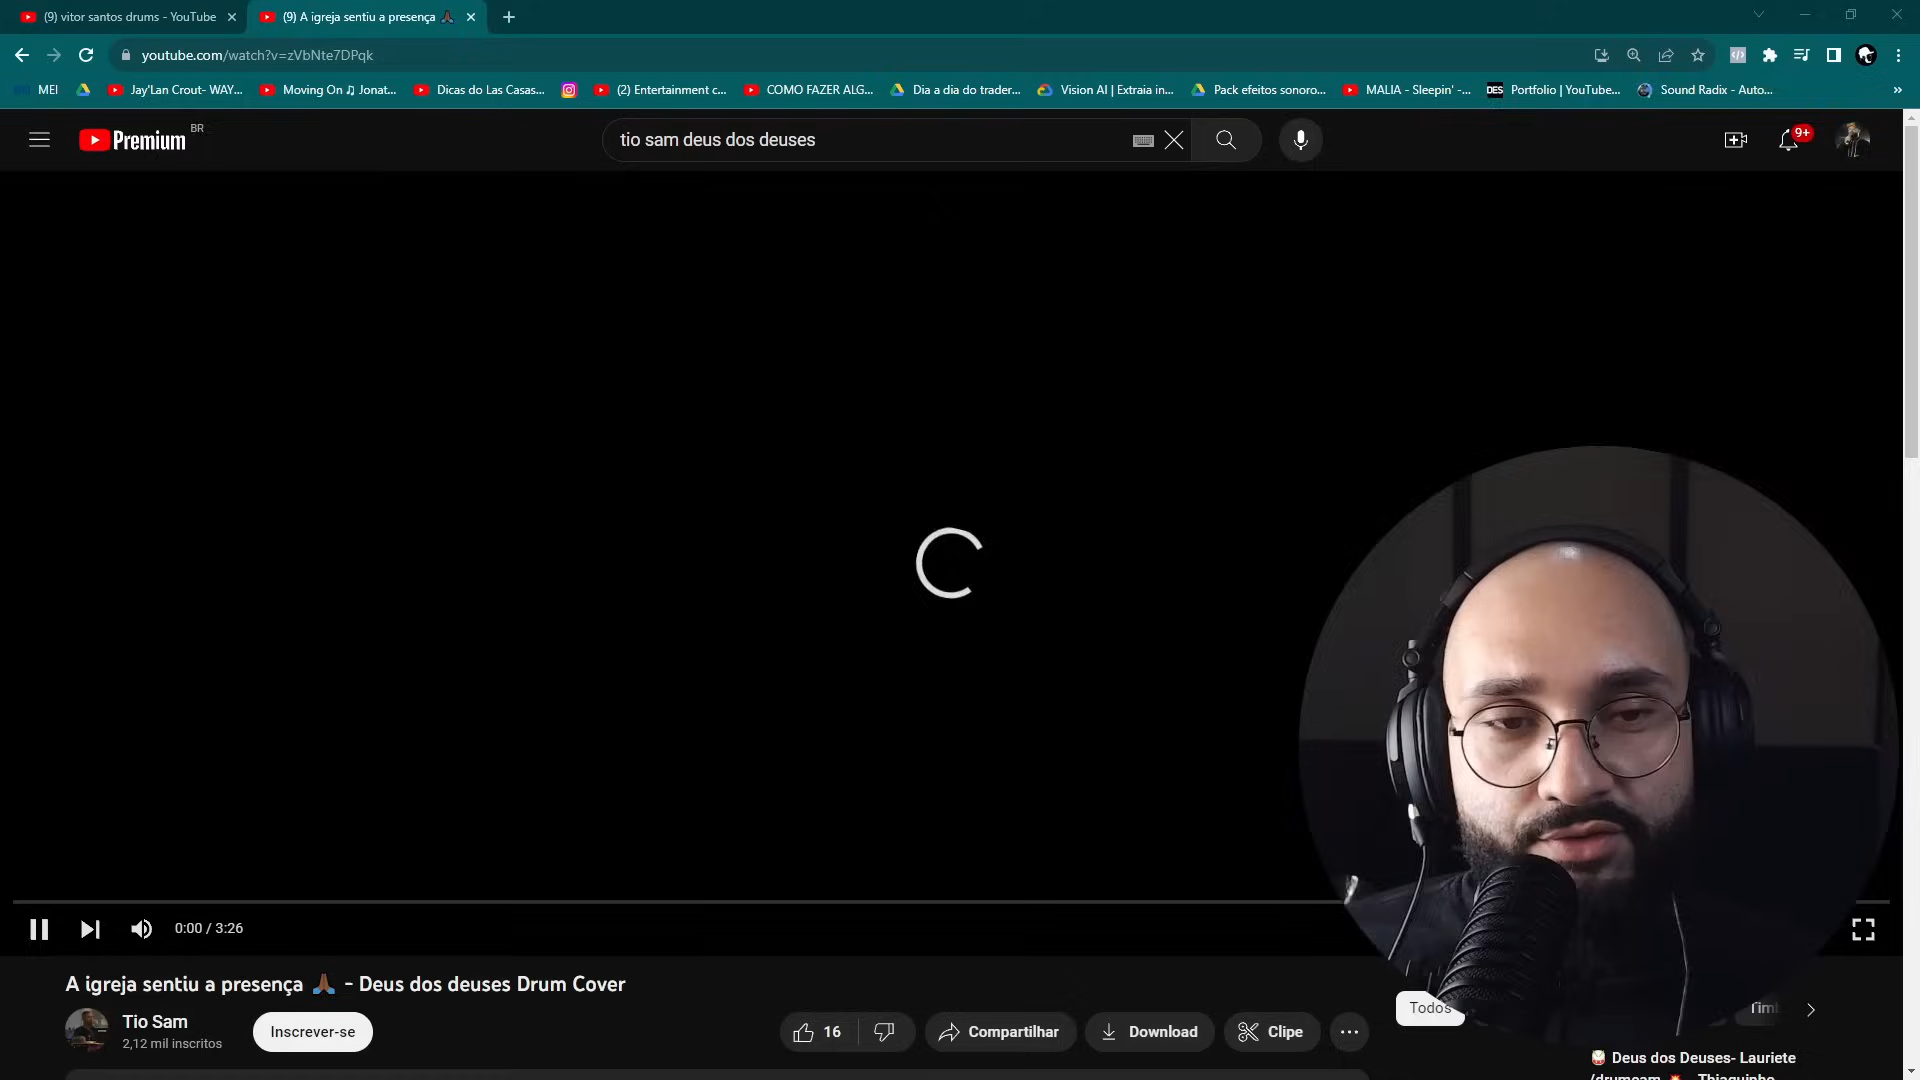 (9) vitor santos drums - YouTube
(9) A igreja sentiu a presença 🙏🏿
youtube.com/watch?v=zVbNte7DPqk
MEI
Jay'Lan Crout- WAY...
Moving On ♫ Jonat...
Dicas do Las Casas...
(2) Entertainment c...
COMO FAZER ALG...
Dia a dia do trader...
Vision AI | Extraia in...
Pack efeitos sonoro...
MALIA - Sleepin' -...
DES
Portfolio | YouTube...
Sound Radix - Auto...
»
Premium
BR
tio sam deus dos deuses
9+
0:00 / 3:26
A igreja sentiu a presença 🙏🏿 - Deus dos deuses Drum Cover
Tio Sam
2,12 mil inscritos
Inscrever-se
16
Compartilhar
Download
Clipe
Todos
🥁 Deus dos Deuses- Lauriete